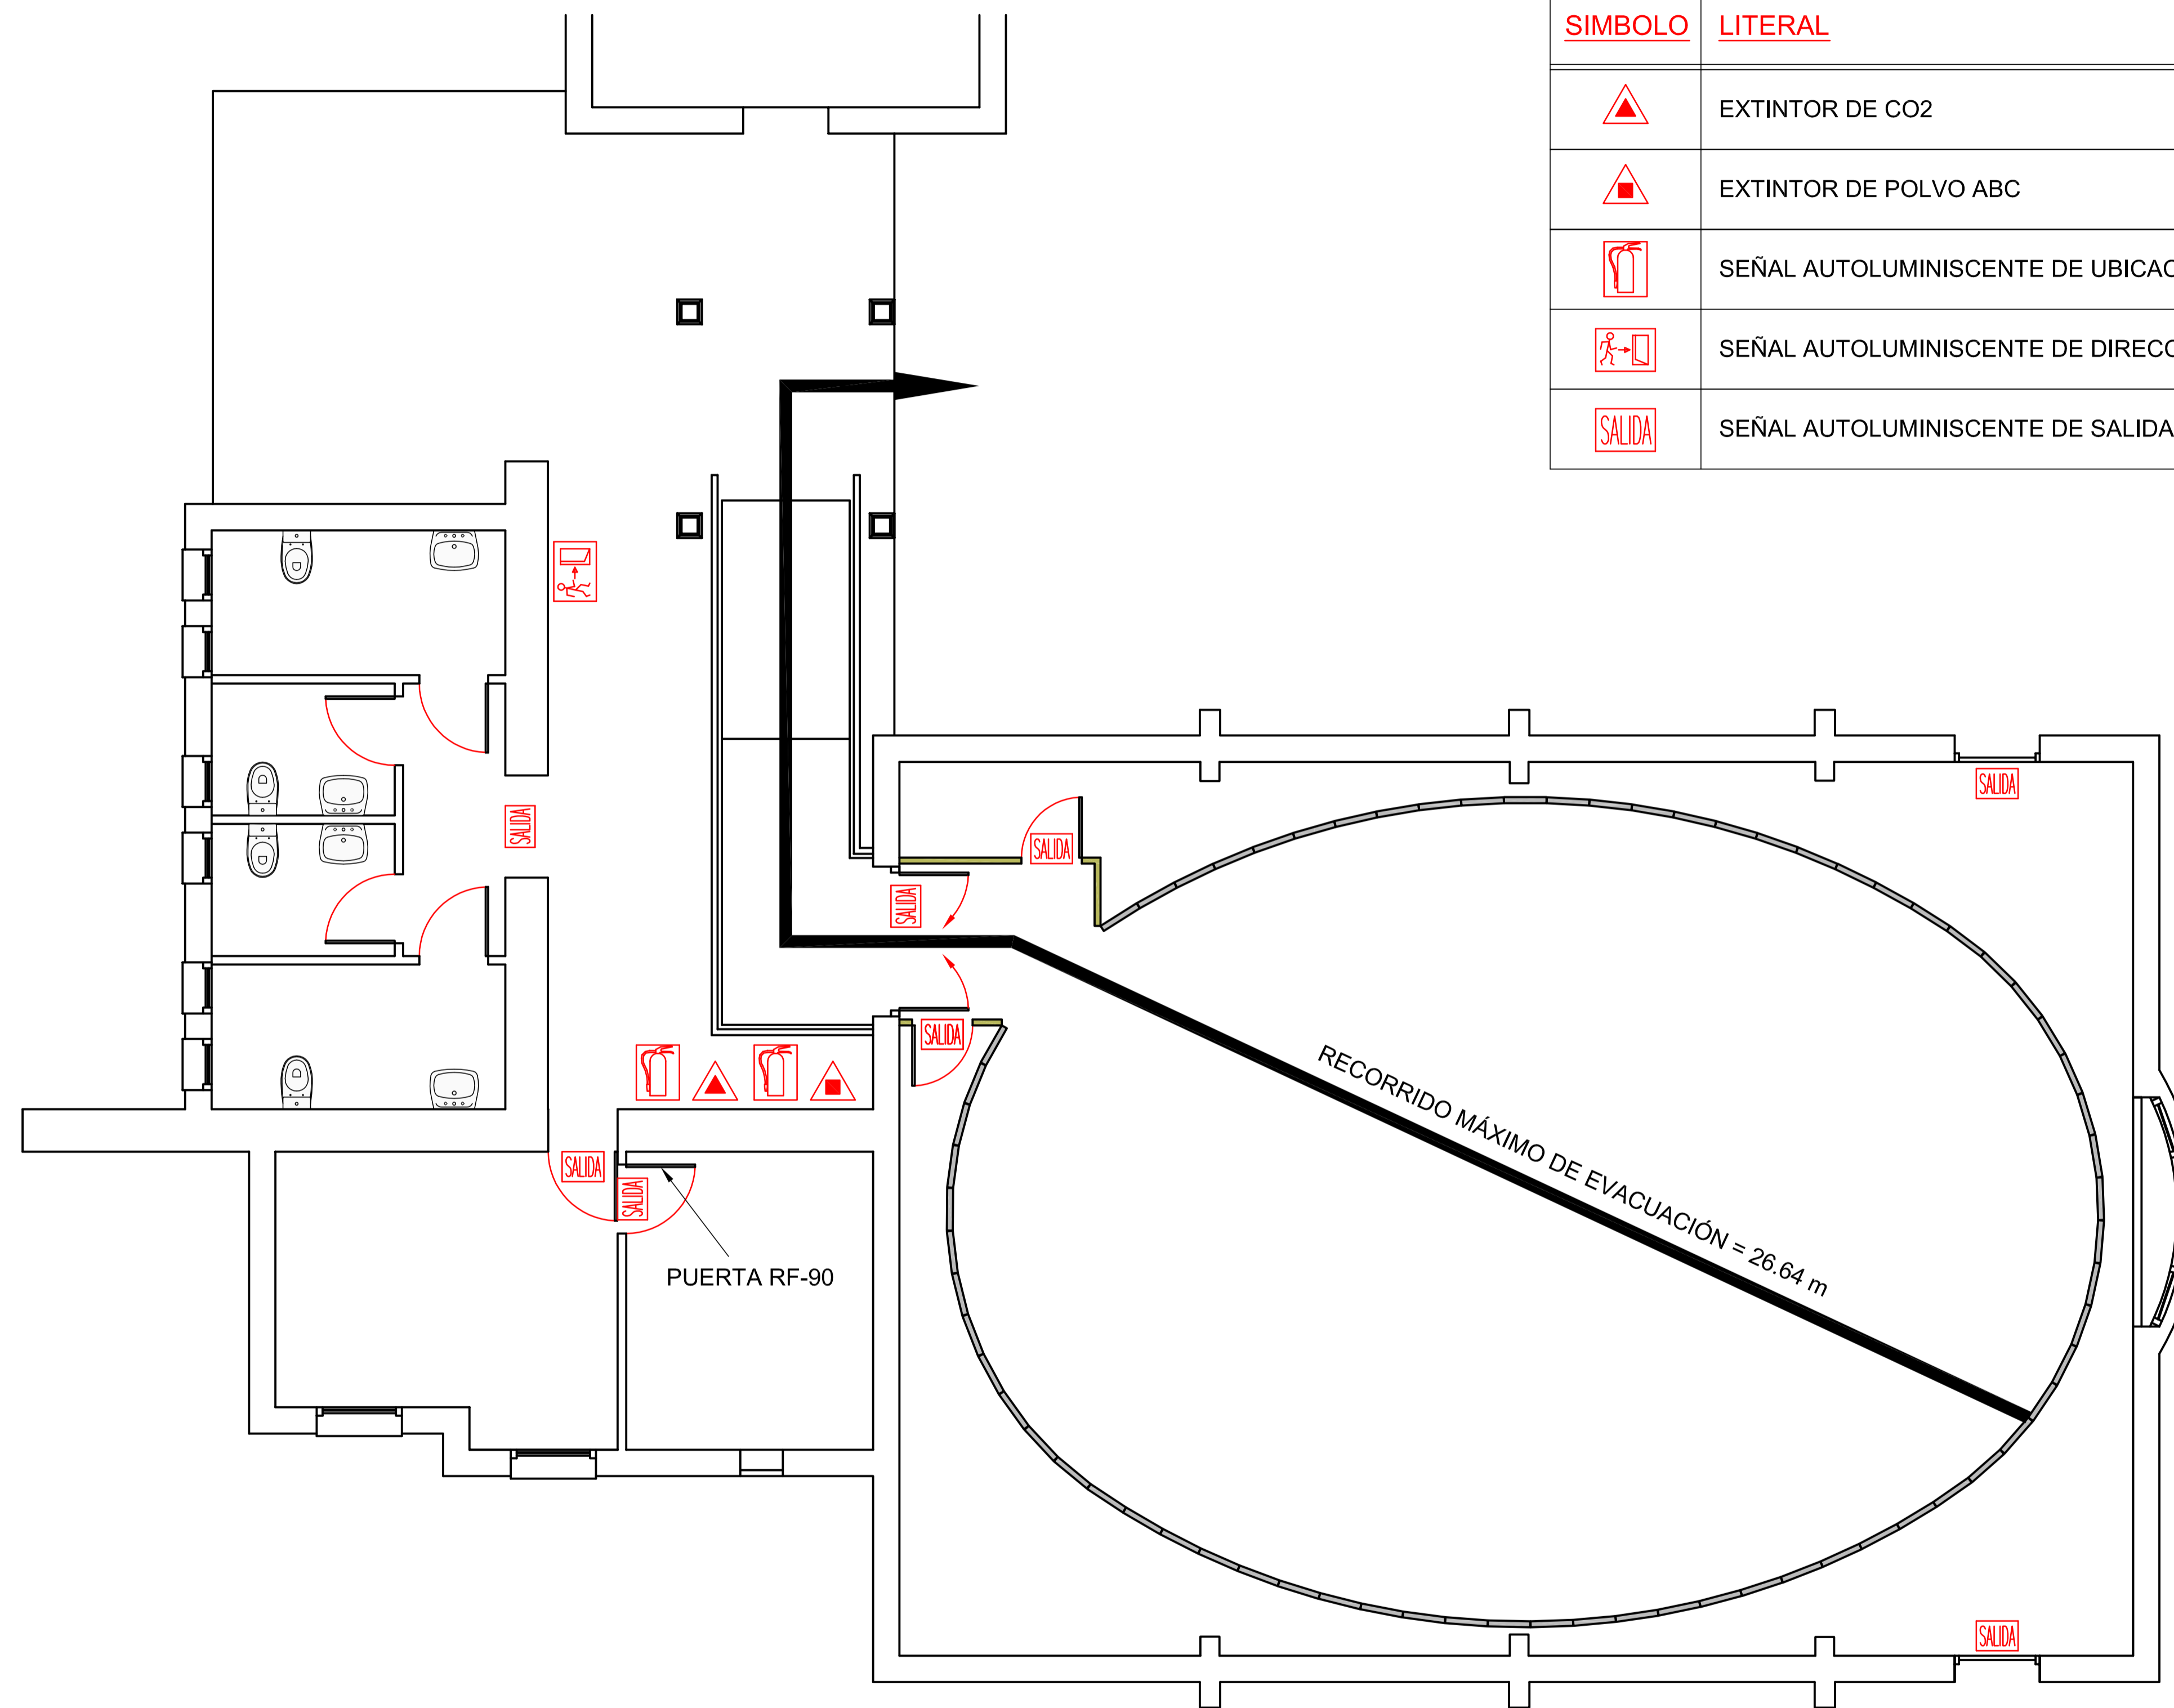 SIMBOLO LITERAL
EXTINTOR DE CO2
EXTINTOR DE POLVO ABC
SEÑAL AUTOLUMINISCENTE DE UBICAC
SEÑAL AUTOLUMINISCENTE DE DIRECC
SALIDA SEÑAL AUTOLUMINISCENTE DE SALIDA
SALIDA
SALIDA
SALIDA
SALIDA
SALIDA
RECORRIDO MÁXIMO DE EVACUACIÓN = 26.64 m
SALIDA
SALIDA
PUERTA RF-90
SALIDA